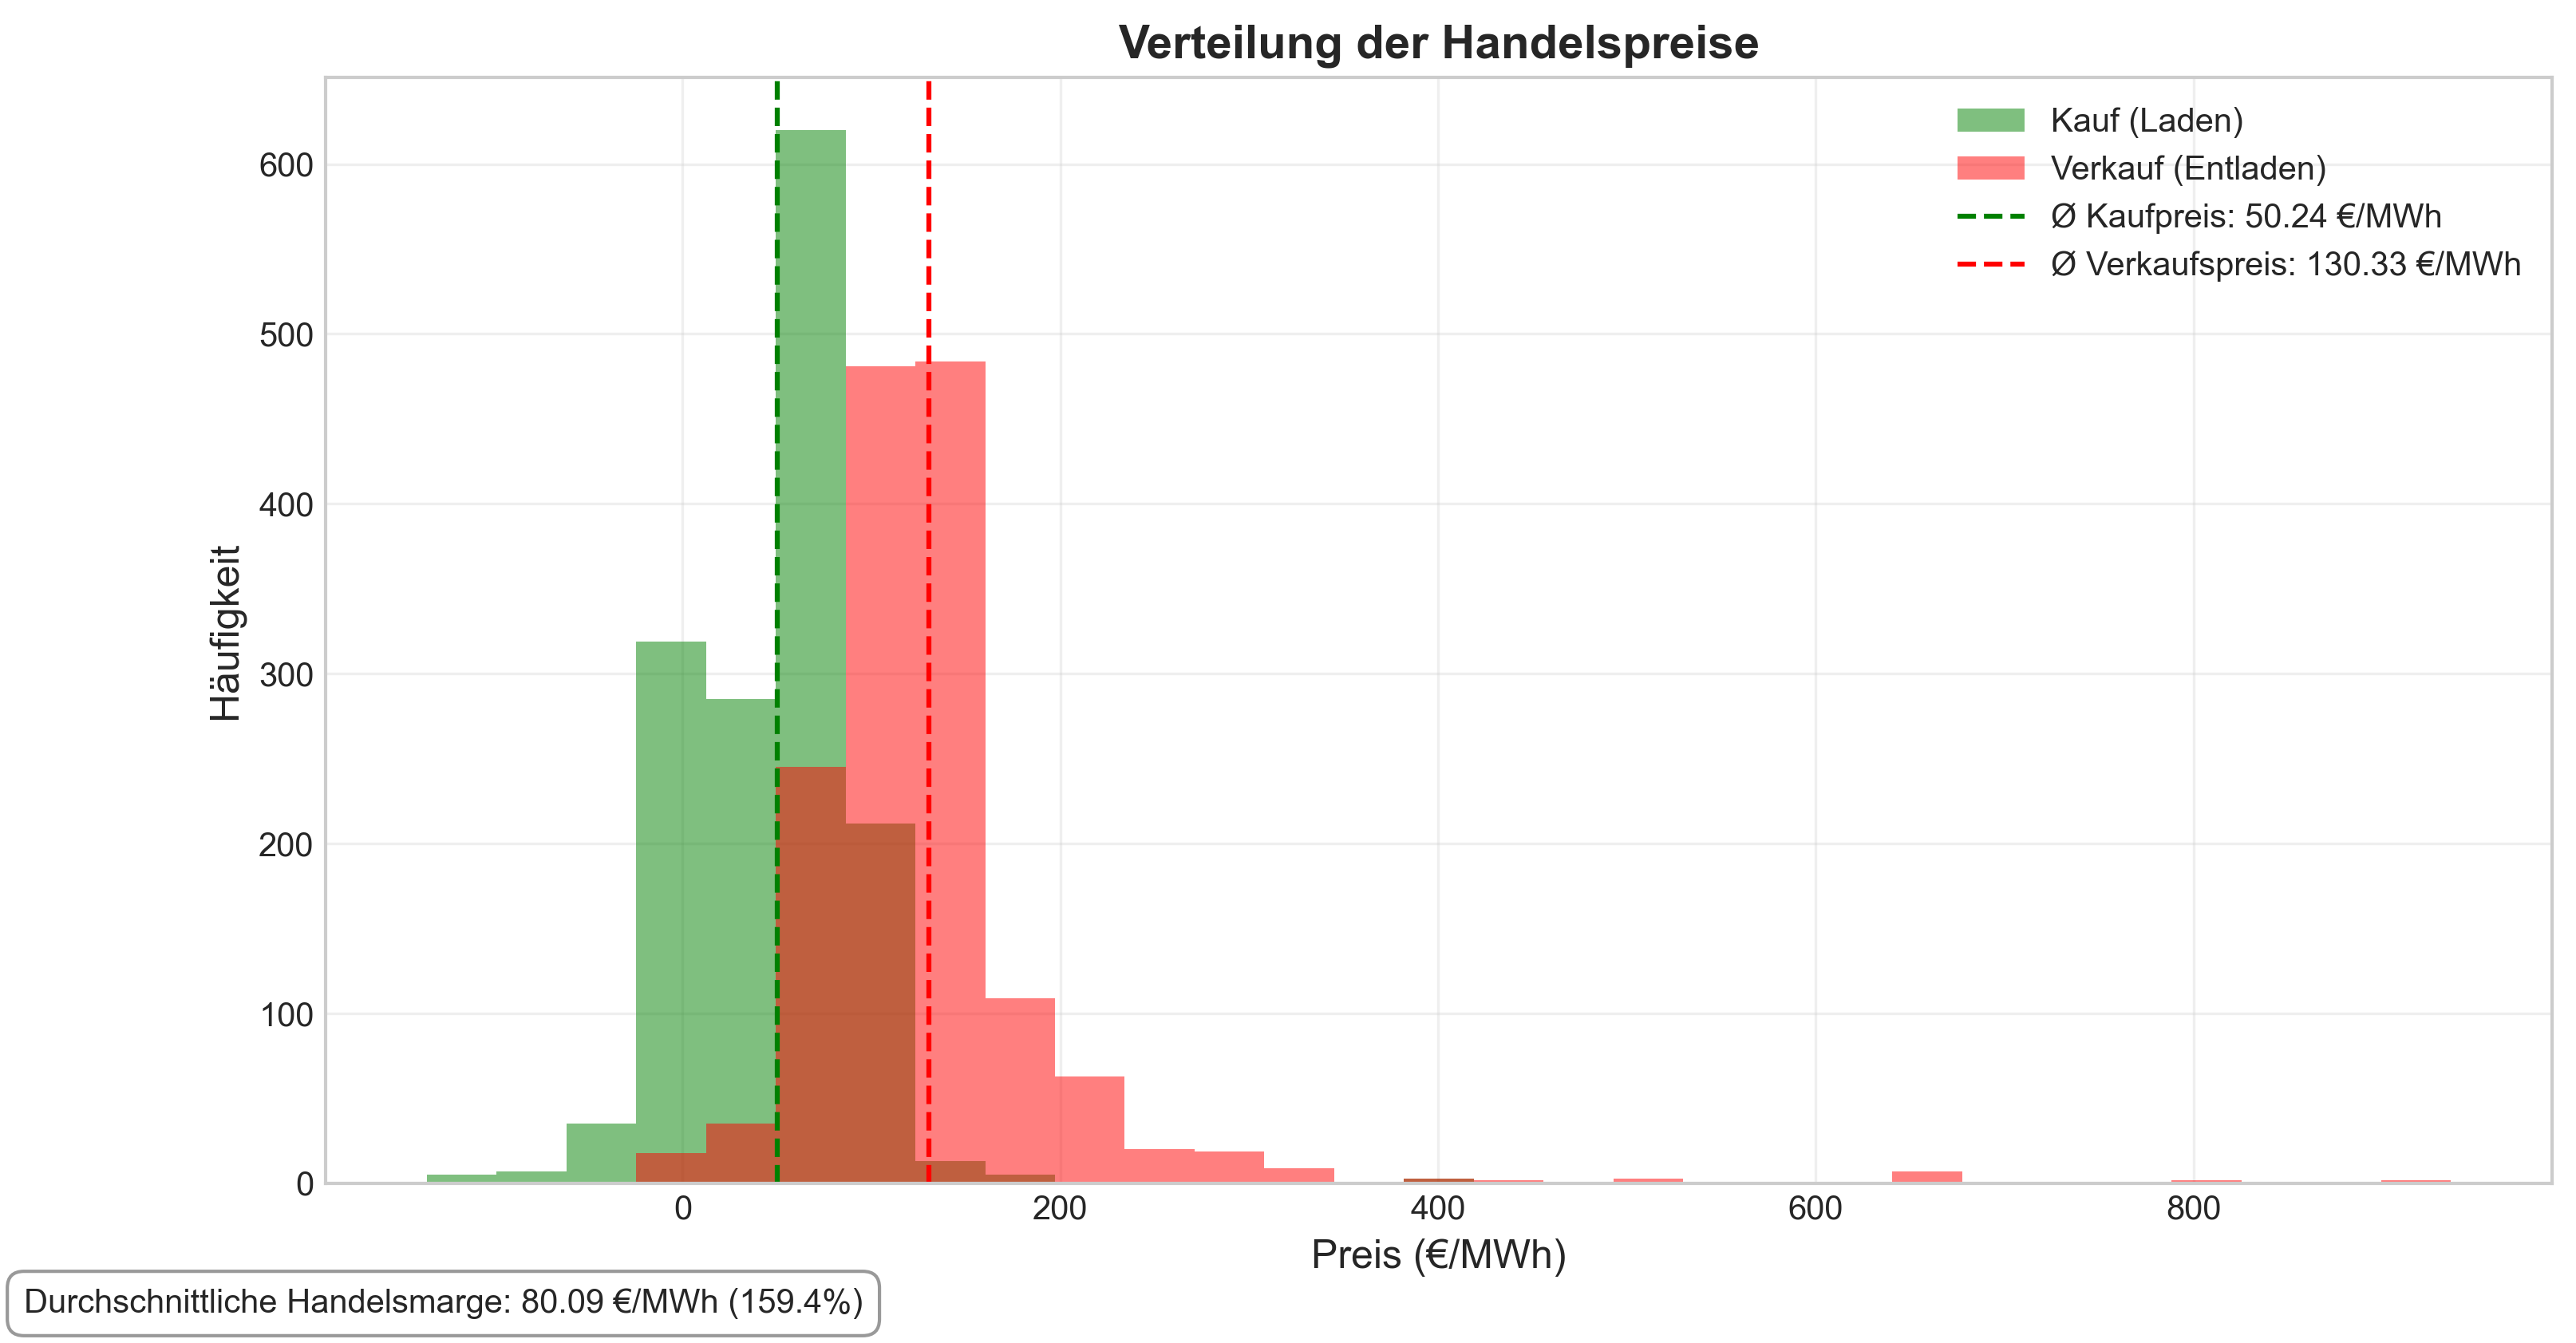 Verteilung der Handelspreise
Kauf (Laden)
Verkauf (Entladen)
Ø Kaufpreis: 50.24 €/MWh
Ø Verkaufspreis: 130.33 €/MWh
Häufigkeit
600
500
400
300
200
100
0
0
200
400
600
800
Preis (€/MWh)
Durchschnittliche Handelsmarge: 80.09 €/MWh (159.4%)